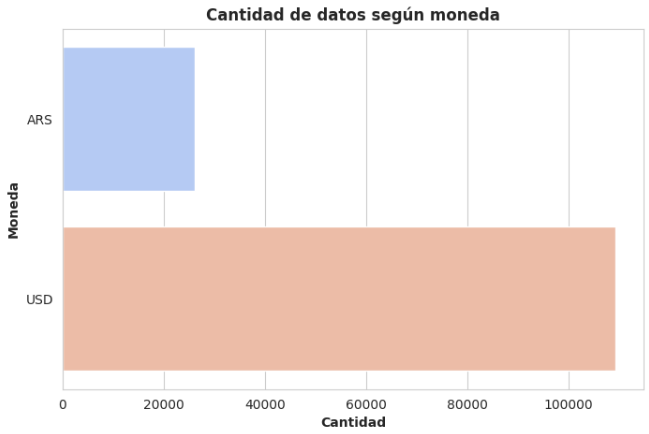 Cantidad de datos según moneda
ARS
USD
Moneda
0 20000 40000 60000 80000 100000
Cantidad